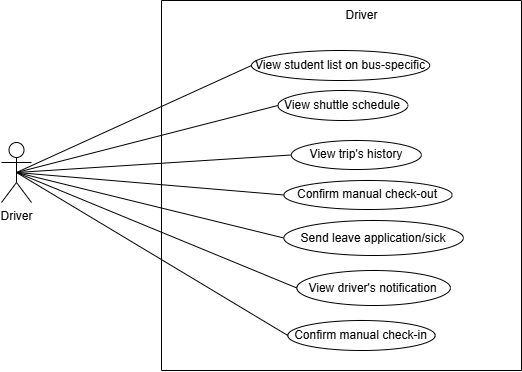 Driver
View student list on bus-specific
View shuttle schedule
View trip's history
Confirm manual check-out
Driver
Send leave application/sick
View driver's notification
Confirm manual check-in